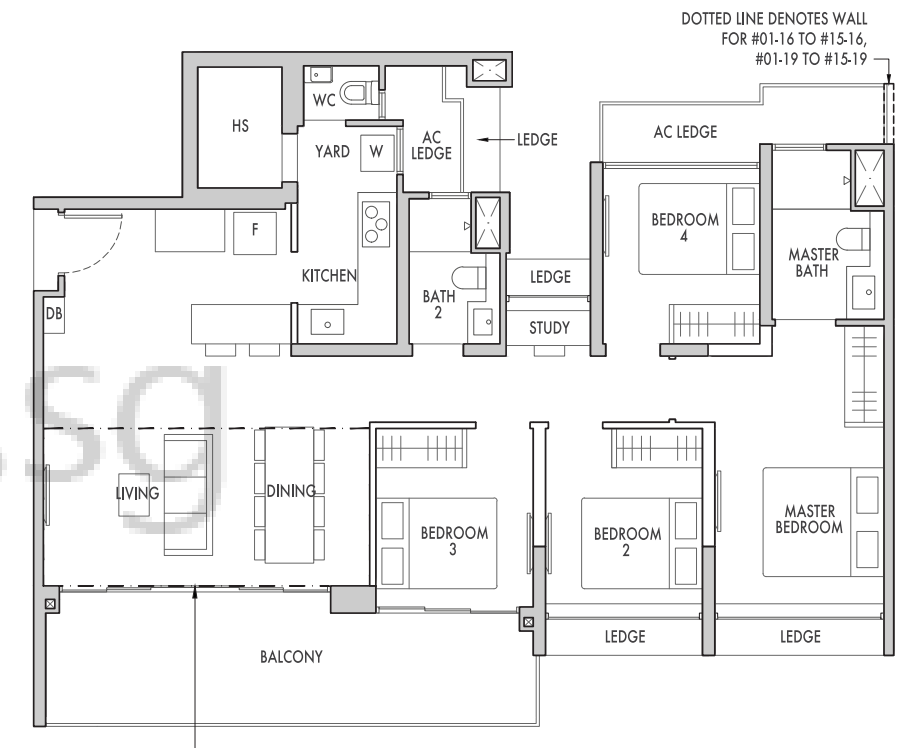 DOTTED LINE DENOTES WALL
FOR #01-16 TO #15-16,
#01-19 TO #15-19
WC
HS
YARD
W
AC
LEDGE
LEDGE
AC LEDGE
F
BEDROOM
4
MASTER
BATH
KITCHEN
LEDGE
BATH
2
DB
STUDY
sg
LIVING
DINING
BEDROOM
3
BEDROOM
2
MASTER
BEDROOM
LEDGE
LEDGE
BALCONY